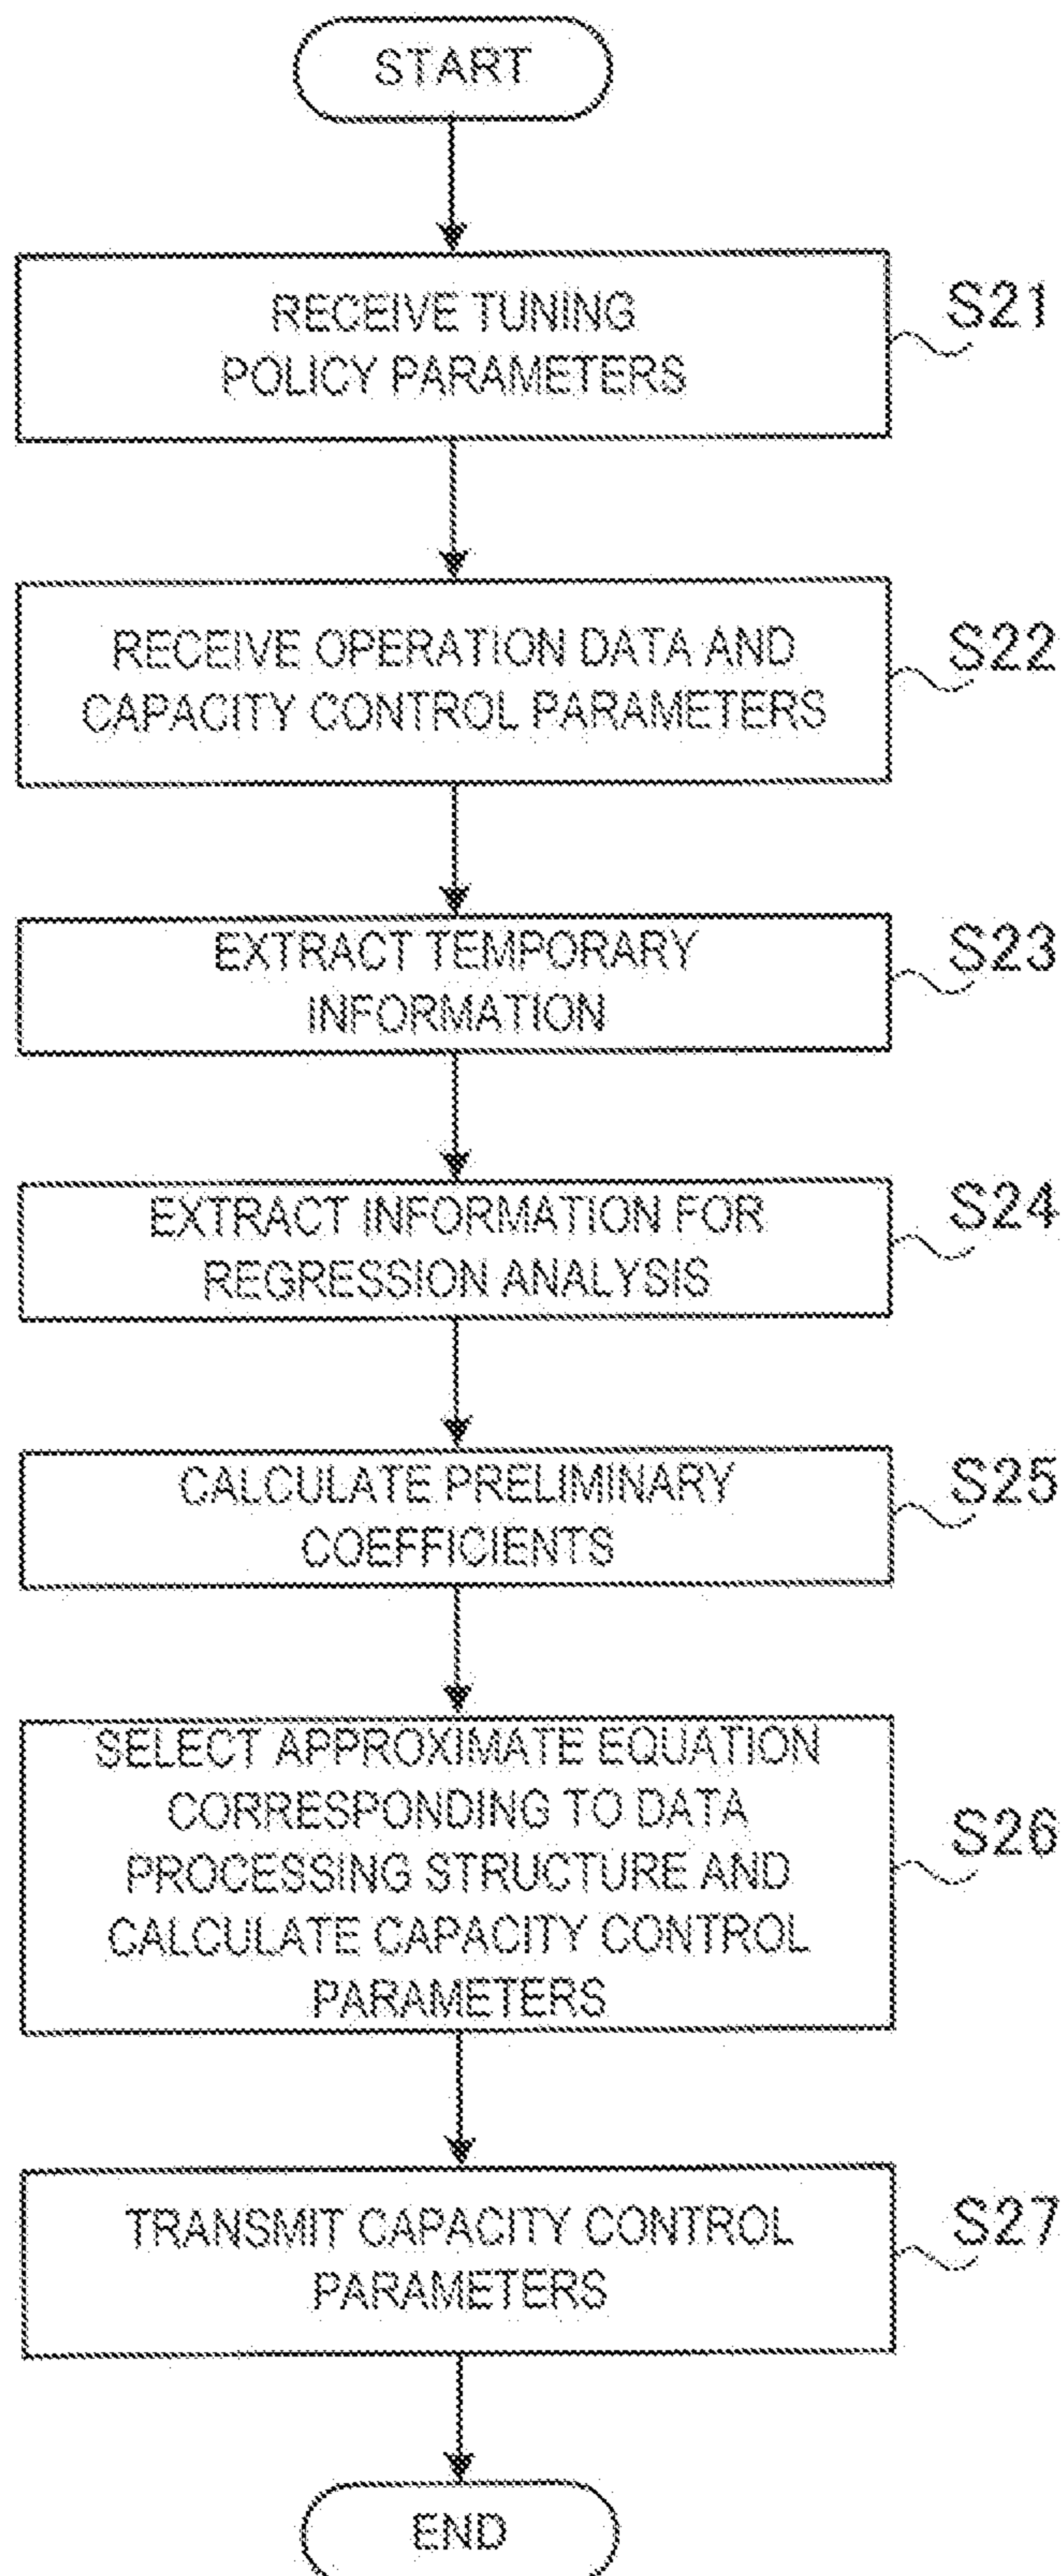 START
RECEIVE TUNING
POLICY PARAMETERS
S21
RECEIVE OPERATION DATA AND
CAPACITY CONTROL PARAMETERS
S22
EXTRACT TEMPORARY
INFORMATION
S23
EXTRACT INFORMATION FOR
REGRESSION ANALYSIS
S24
CALCULATE PRELIMINARY
COEFFICIENTS
S25
SELECT APPROXIMATE EQUATION
CORRESPONDING TO DATA
PROCESSING STRUCTURE AND
CALCULATE CAPACITY CONTROL
PARAMETERS
S26
TRANSMIT CAPACITY CONTROL
PARAMETERS
S27
END